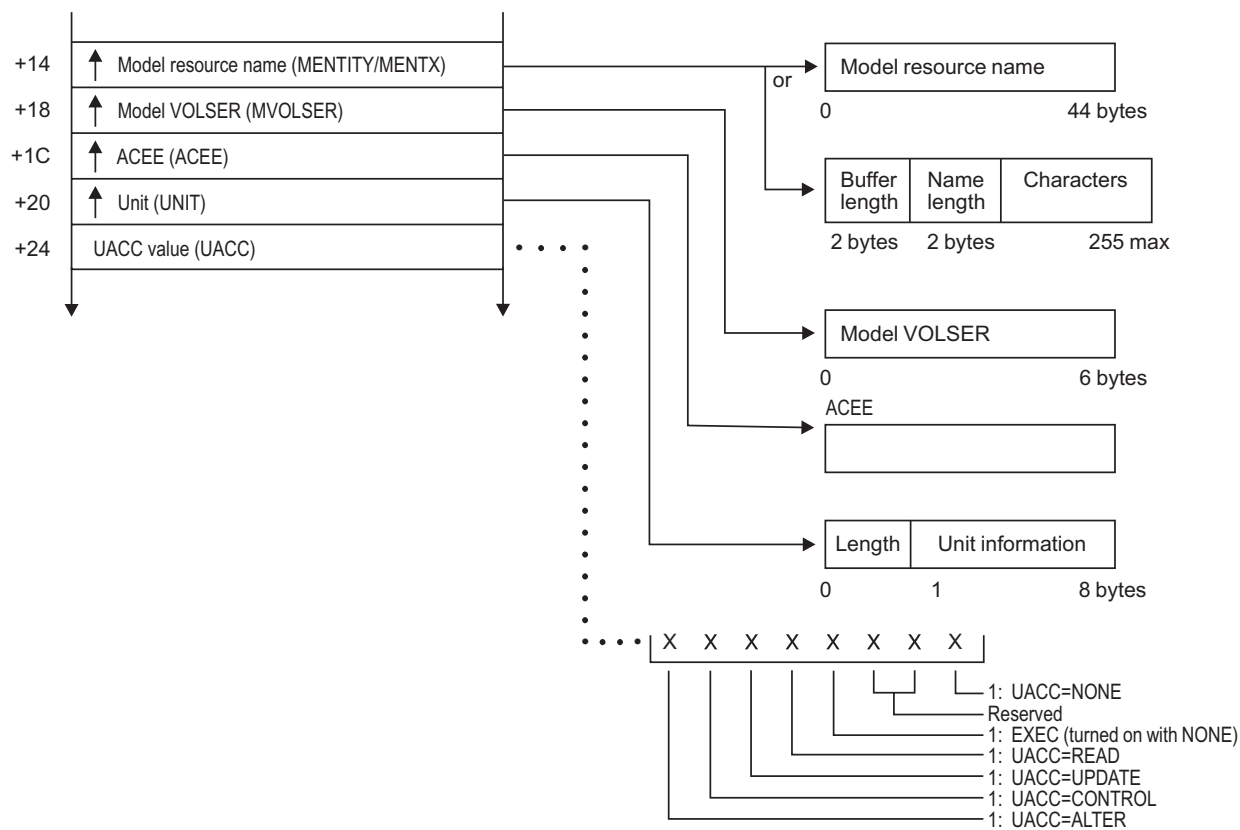 +14
Model resource name (MENTITY/MENTX)
or
Model resource name
0
44 bytes
+18
Model VOLSER (MVOLSER)
+1C
ACEE (ACEE)
Buffer length
Name length
Characters
2 bytes
2 bytes
255 max
+20
Unit (UNIT)
+24
UACC value (UACC)
Model VOLSER
0
6 bytes
ACEE
Length
Unit information
0
1
8 bytes
X X X X X X X X
1: UACC=NONE
Reserved
1: EXEC (turned on with NONE)
1: UACC=READ
1: UACC=UPDATE
1: UACC=CONTROL
1: UACC=ALTER